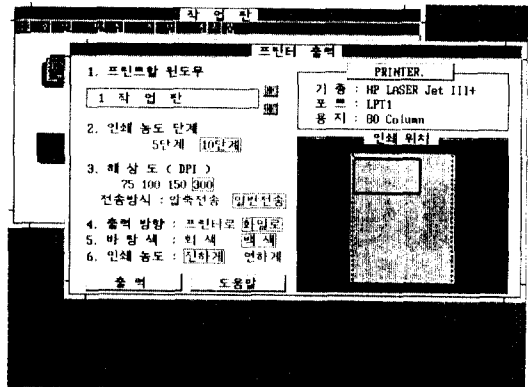 작 업 판
프린터 출력
1. 프린트할 윈도우
1 작 업 판
2. 인쇄 농도 단계
5단계 10단계
3. 해 상 도 ( DPI )
75 100 150 300
전송방식 : 압축전송 일반전송
4. 출력 방향 : 프린터로 화일로
5. 바 탕 색 : 회 색 백 색
6. 인쇄 농도 : 진하게 연하게
출 력 도움말
PRINTER.
기 종 : HP LASER Jet III+
포 트 : LPT1
용 지 : 80 Column
인쇄 위치